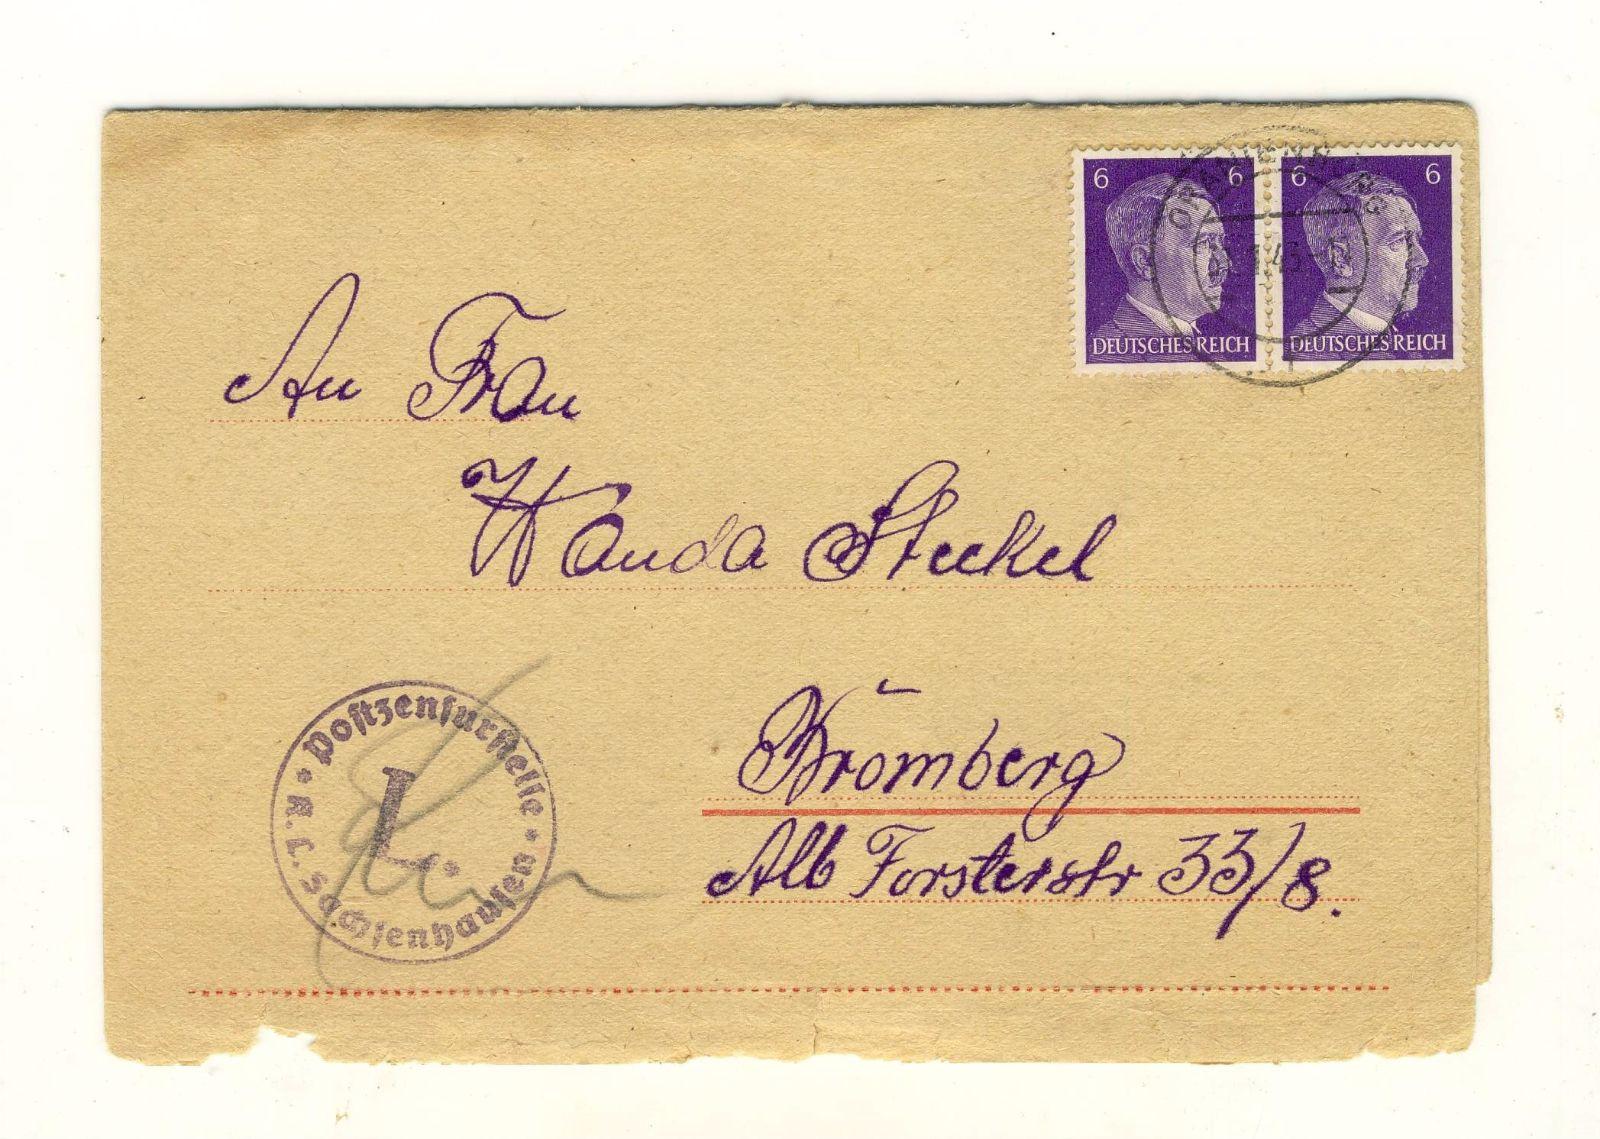 6 6
DEUTSCHES REICH
6 6
DEUTSCHES REICH
An Frau
Wanda Steckel
Bromberg
Alb Forsterstr 33/8.
Postzensurstelle
K.L. Sachsenhausen